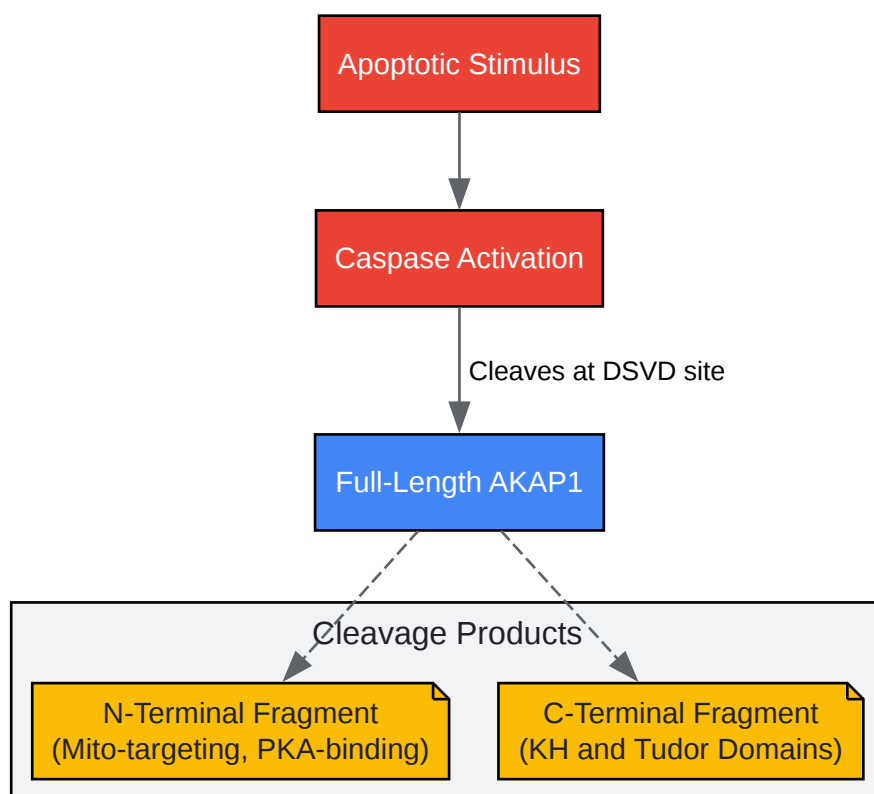 Apoptotic Stimulus
Caspase Activation
Cleaves at DSVD site
Full-Length AKAP1
Cleavage Products
N-Terminal Fragment
(Mito-targeting, PKA-binding)
C-Terminal Fragment
(KH and Tudor Domains)